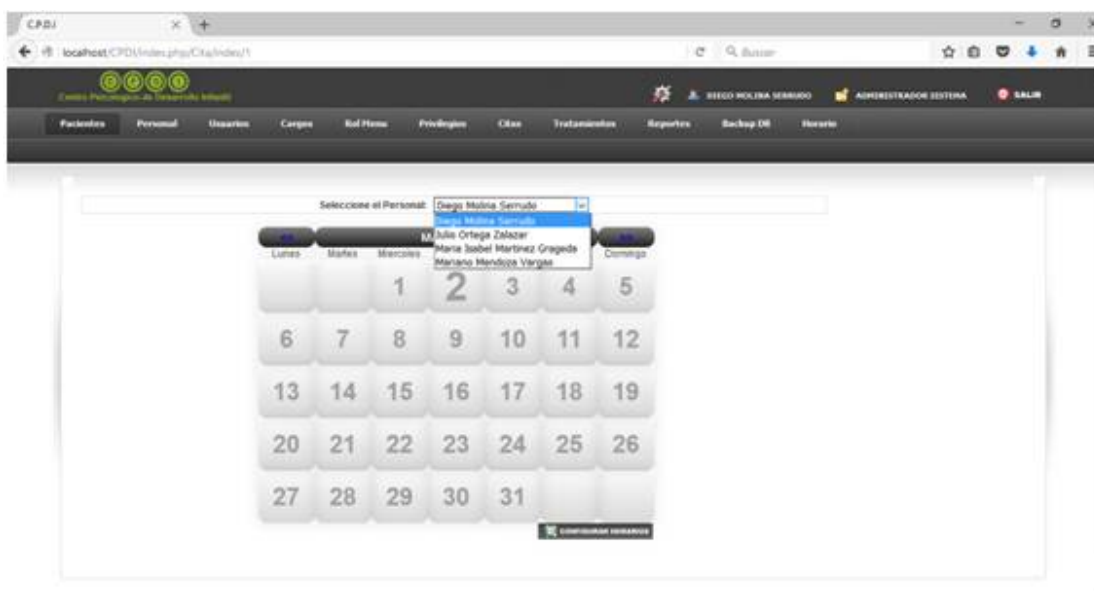 C.P.D.I
localhost/CPDI/index.php/Cita/index/1
Buscar
C P D I
Centro Psicologico de Desarrollo Infantil
DIEGO MOLINA SERRUDO
ADMINISTRADOR SISTEMA
SALIR
Pacientes Personal Usuarios Cargos Rol Menu Privilegios Citas Tratamientos Reportes Backup DB Horario
Seleccione el Personal: Diego Molina Serrudo
Diego Molina Serrudo
Julio Ortega Zalazar
Maria Isabel Martinez Grageda
Mariano Mendoza Vargas
<< M >>
Lunes Martes Miercoles Domingo
1 2 3 4 5
6 7 8 9 10 11 12
13 14 15 16 17 18 19
20 21 22 23 24 25 26
27 28 29 30 31
CONFIGURAR HORARIOS